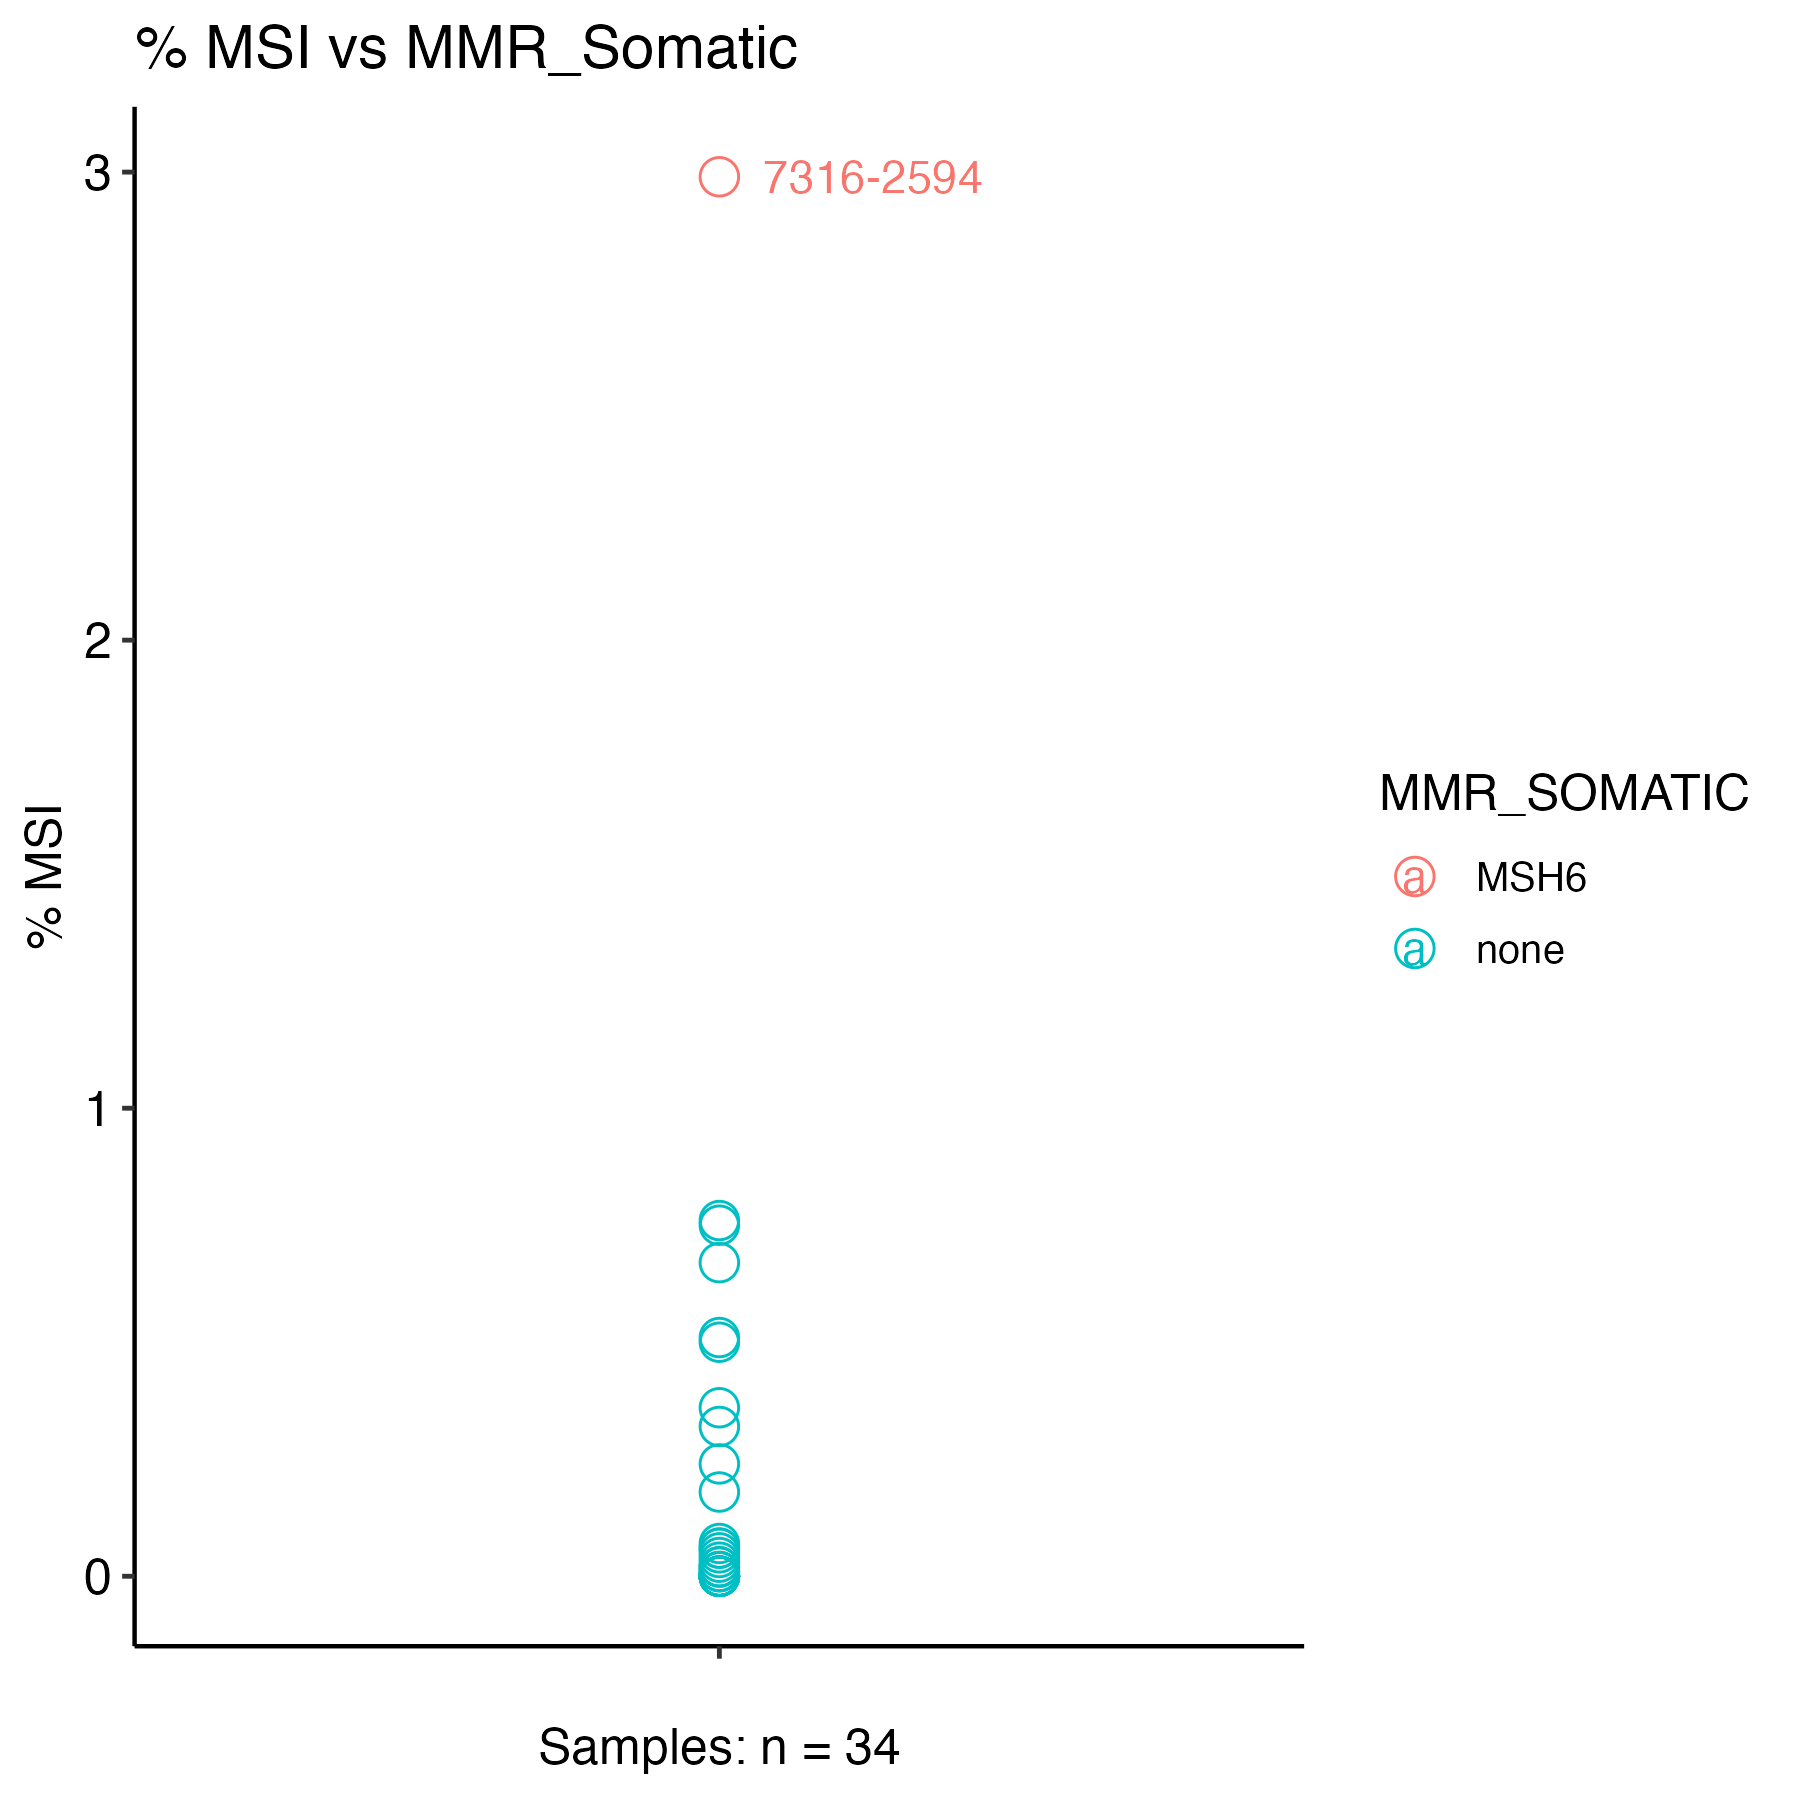 % MSI vs MMR_Somatic
3
7316-2594
2
% MSI
MMR_SOMATIC
a MSH6
a none
1
0
Samples: n = 34